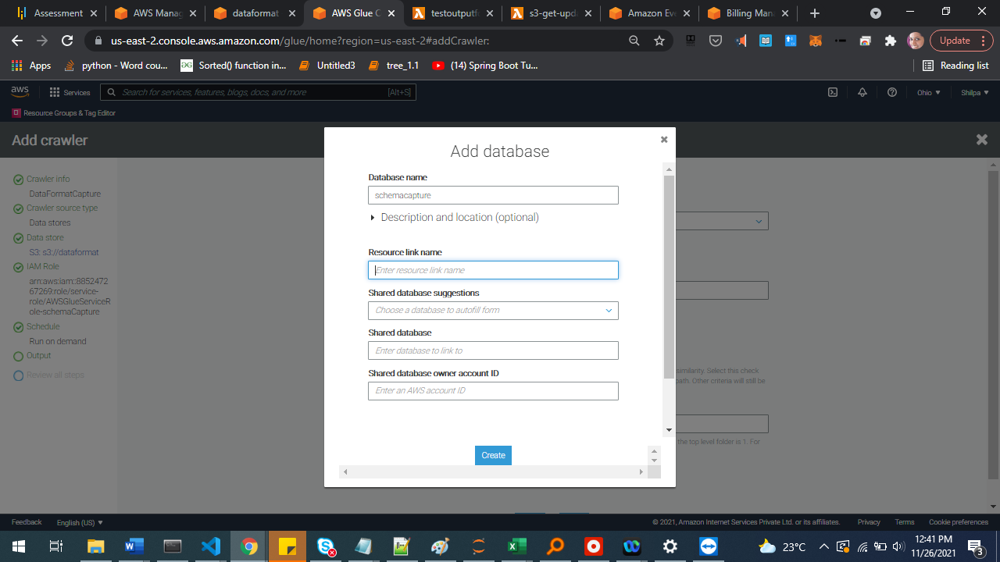 Assessment
AWS Manag
dataformat
AWS Glue C
testoutputf
s3-get-upda
Amazon Eve
Billing Mana
us-east-2.console.aws.amazon.com/glue/home?region=us-east-2#addCrawler:
Update
Apps
python - Word cou...
Sorted() function in...
Untitled3
tree_1.1
(14) Spring Boot Tu...
Reading list
aws
Services
Search for services, features, blogs, docs, and more
[Alt+S]
Ohio
Shilpa
Resource Groups & Tag Editor
Add crawler
Crawler info
DataFormatCapture
Crawler source type
Data stores
Data store
S3: s3://dataformat
IAM Role
arn:aws:iam::8852472
67269:role/service-
role/AWSGlueServiceR
ole-schemaCapture
Schedule
Run on demand
Output
Review all steps
Add database
Database name
schemacapture
Description and location (optional)
Resource link name
Enter resource link name
Shared database suggestions
Choose a database to autofill form
Shared database
Enter database to link to
Shared database owner account ID
Enter an AWS account ID
Create
similarity. Select this check
path. Other criteria will still be
the top level folder is 1. For
Feedback
English (US)
© 2021, Amazon Internet Services Private Ltd. or its affiliates.
Privacy
Terms
Cookie preferences
23°C
12:41 PM
11/26/2021
3